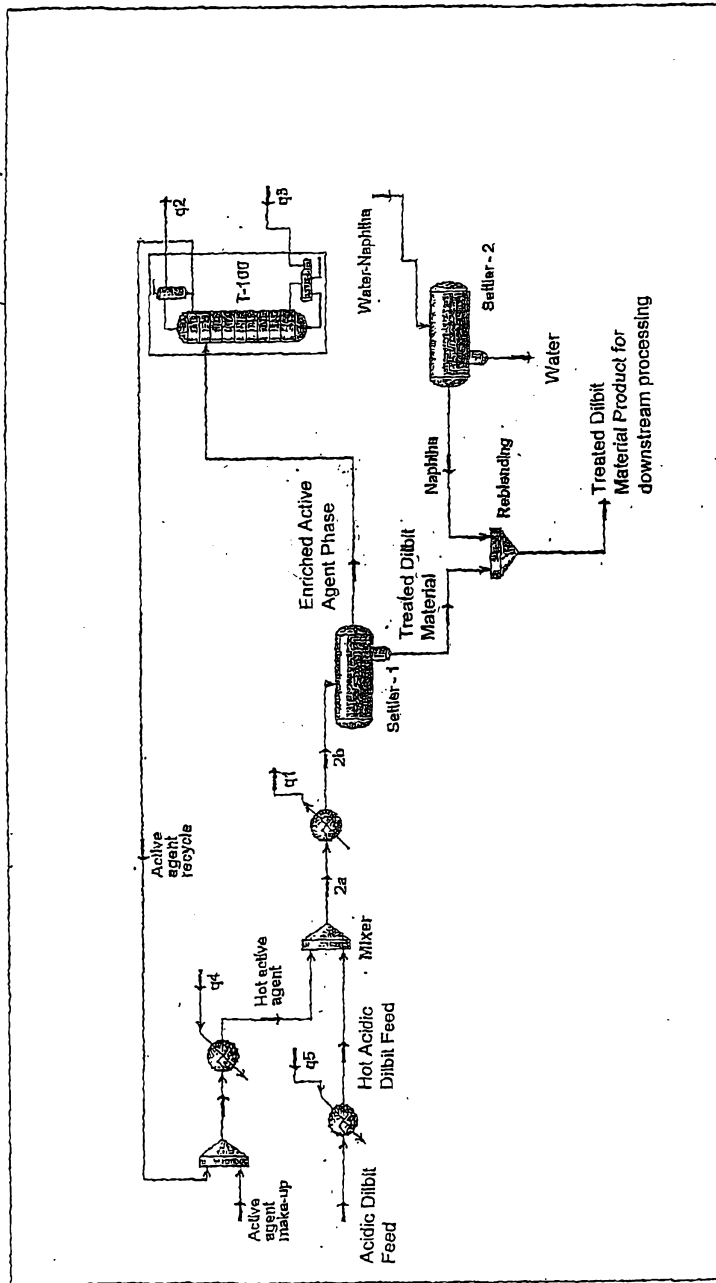 Active
agent
make-up
Acidic Dilbit
Feed
Active
agent
recycle
q4
q5
Hot active
agent
Hot Acidic
Dilbit Feed
Mixer
2a
q1
2b
Settler - 1
Enriched Active
Agent Phase
Treated Dilbit
Material
q2
q3
T-100
Water-Naphtha
Settler - 2
Water
Naphtha
Reblending
Treated Dilbit
Material Product for
downstream processing